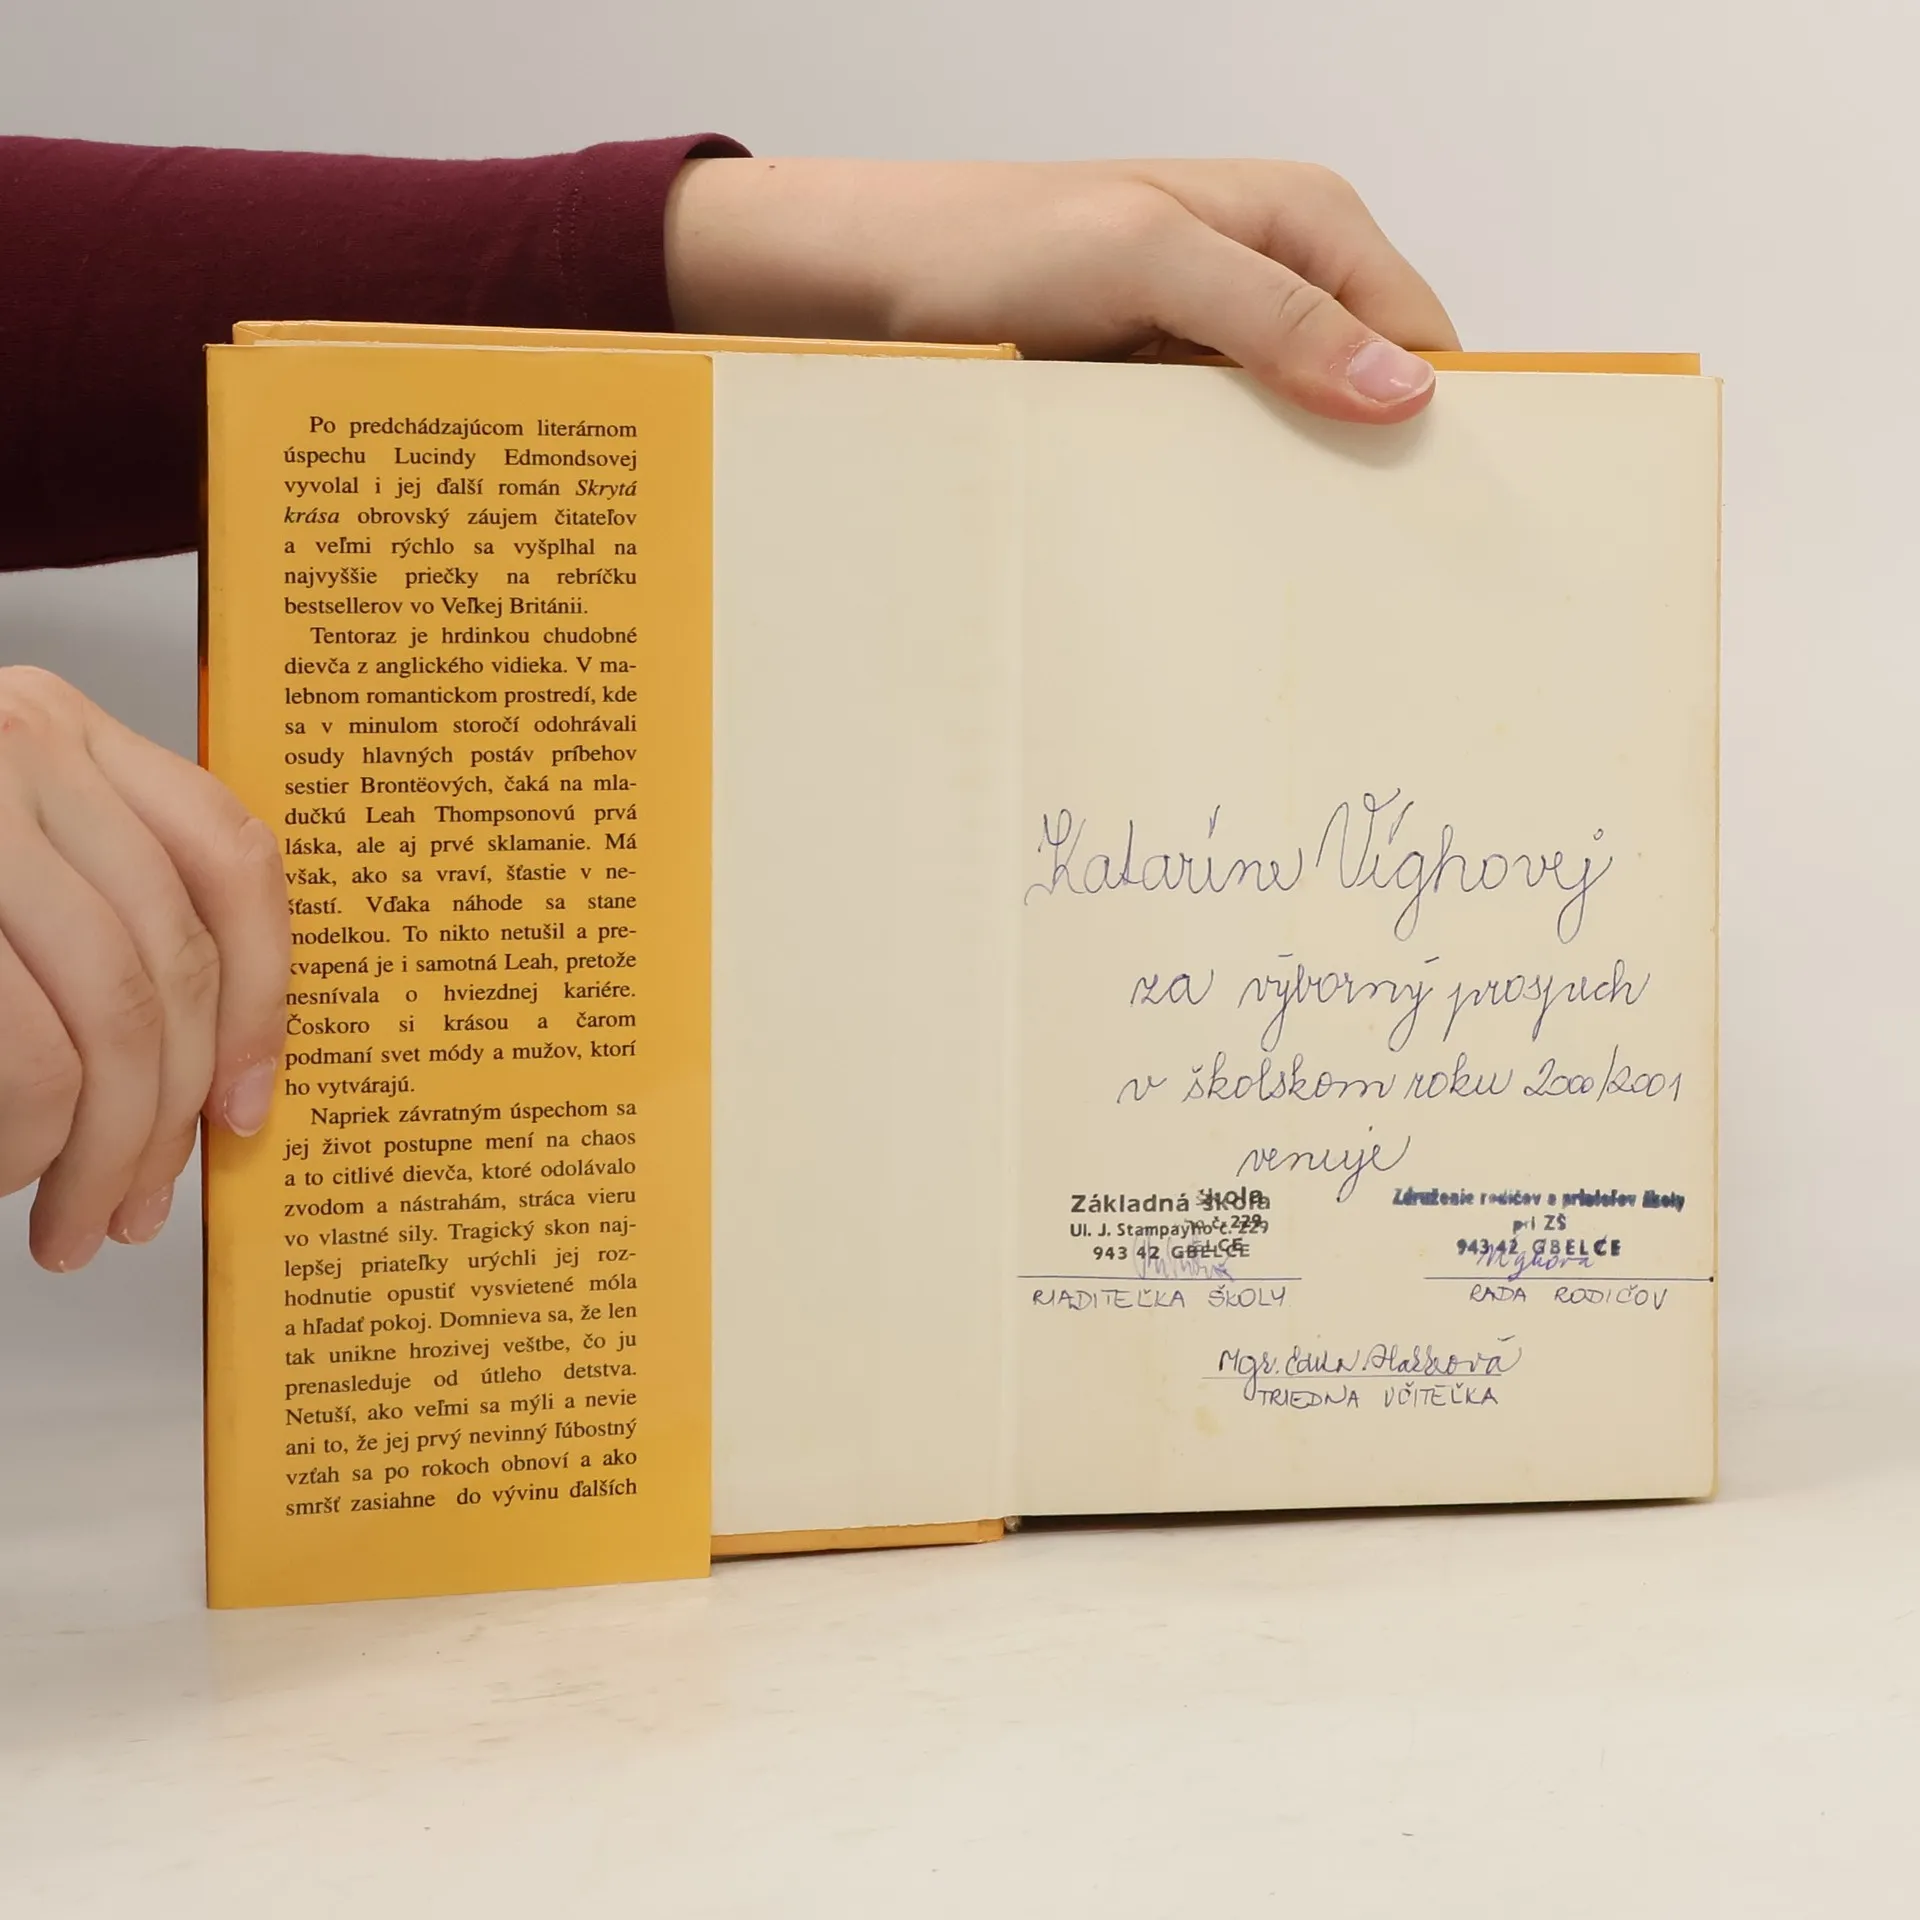 Po predchádzajúcom literárnom
úspechu Lucindy Edmondsovej
vyvolal i jej ďalší román Skrytá
krása obrovský záujem čitateľov
a veľmi rýchlo sa vyšplhal na
najvyššie priečky na rebríčku
bestsellerov vo Veľkej Británii.
Tentoraz je hrdinkou chudobné
dievča z anglického vidieka. V ma-
lebnom romantickom prostredí, kde
sa v minulom storočí odohrávali
osudy hlavných postáv príbehov
sestier Brontëových, čaká na mla-
dučkú Leah Thompsonovú prvá
láska, ale aj prvé sklamanie. Má
však, ako sa vraví, šťastie v ne-
šťastí. Vďaka náhode sa stane
modelkou. To nikto netušil a pre-
kvapená je i samotná Leah, pretože
nesnívala o hviezdnej kariére.
Čoskoro si krásou a čarom
podmaní svet módy a mužov, ktorí
ho vytvárajú.
Napriek závratným úspechom sa
jej život postupne mení na chaos
a to citlivé dievča, ktoré odolávalo
zvodom a nástrahám, stráca vieru
vo vlastné sily. Tragický skon naj-
lepšej priateľky urýchli jej roz-
hodnutie opustiť vysvietené móla
a hľadať pokoj. Domnieva sa, že len
tak unikne hrozivej veštbe, čo ju
prenasleduje od útleho detstva.
Netuší, ako veľmi sa mýli a nevie
ani to, že jej prvý nevinný ľúbostný
vzťah sa po rokoch obnoví a ako
smršť zasiahne do vývinu ďalších
Kataríne Víghovej
za výborný prospech
v školskom roku 2000/2001
venuje
Základná škola
Ul. J. Stampayho č. 229
943 42 GBELCE
RIADITEĽKA ŠKOLY
Združenie rodičov a priateľov školy
pri ZŠ
943 42 GBELCE
RADA RODIČOV
Mgr.
TRIEDNA UČITEĽKA